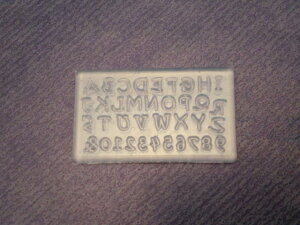 IHGFEDCBA
RQPONMLKJ
ZYXWVUTS
9876543210&